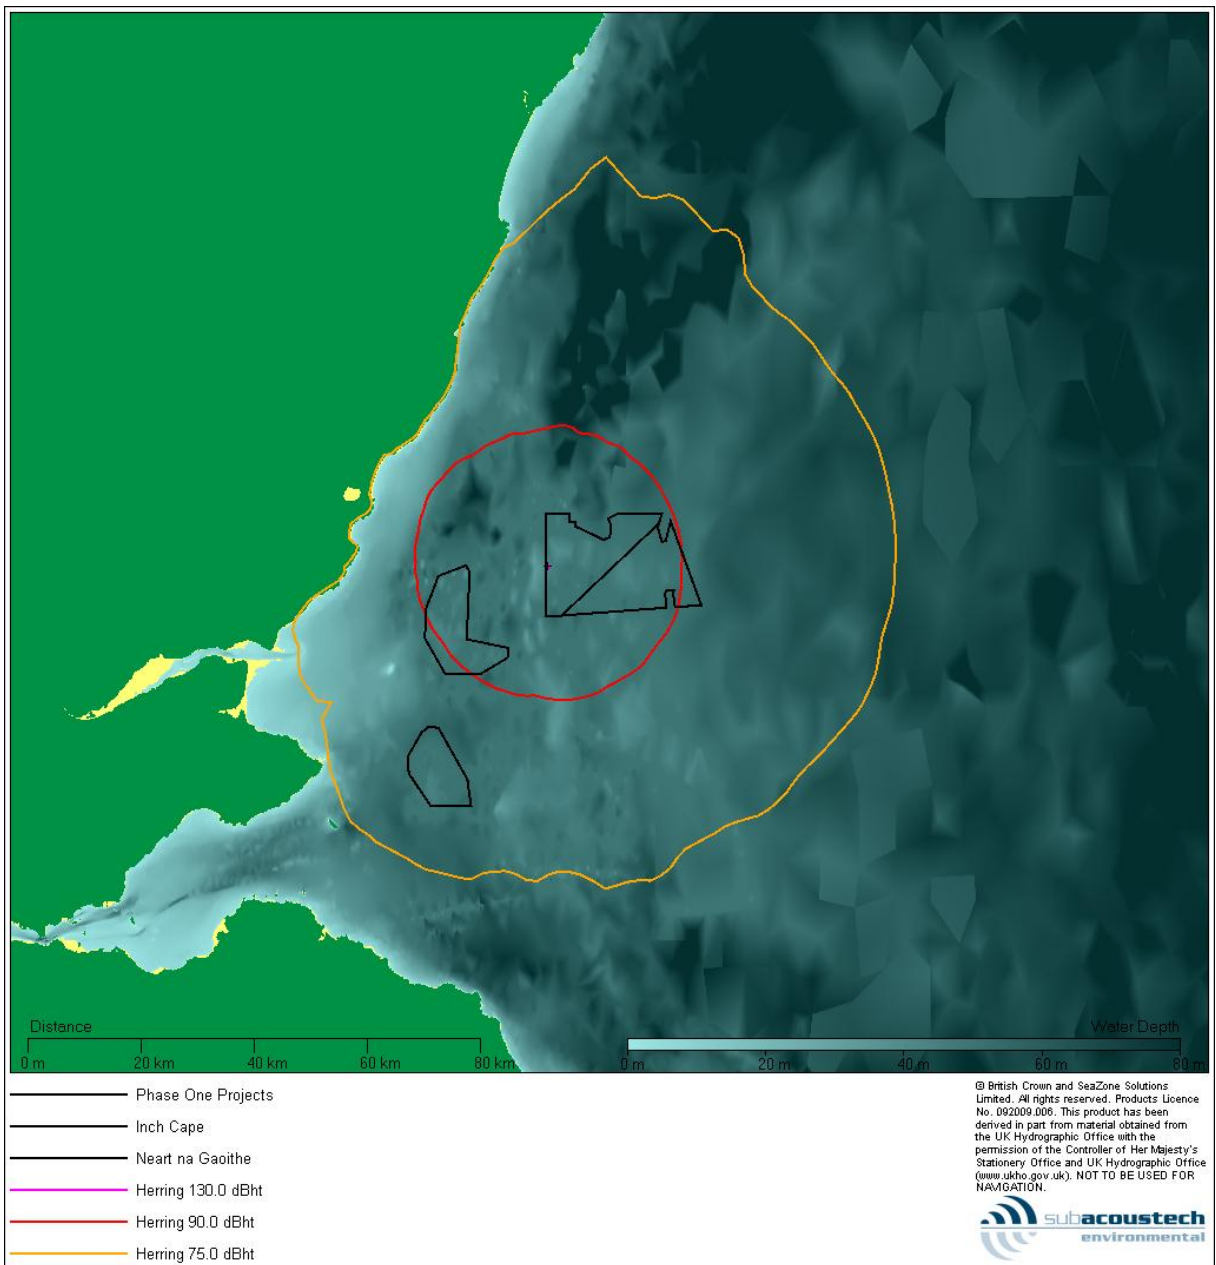 Distance
0 m 20 km 40 km 60 km 80 km
Water Depth
0 m 20 m 40 m 60 m 80 m
Phase One Projects
Inch Cape
Neart na Gaoithe
Herring 130.0 dBht
Herring 90.0 dBht
Herring 75.0 dBht
© British Crown and SeaZone Solutions
Limited. All rights reserved. Products Licence
No. 092009.006. This product has been
derived in part from material obtained from
the UK Hydrographic Office with the
permission of the Controller of Her Majesty's
Stationery Office and UK Hydrographic Office
(www.ukho.gov.uk). NOT TO BE USED FOR
NAVIGATION.
subacoustech
environmental